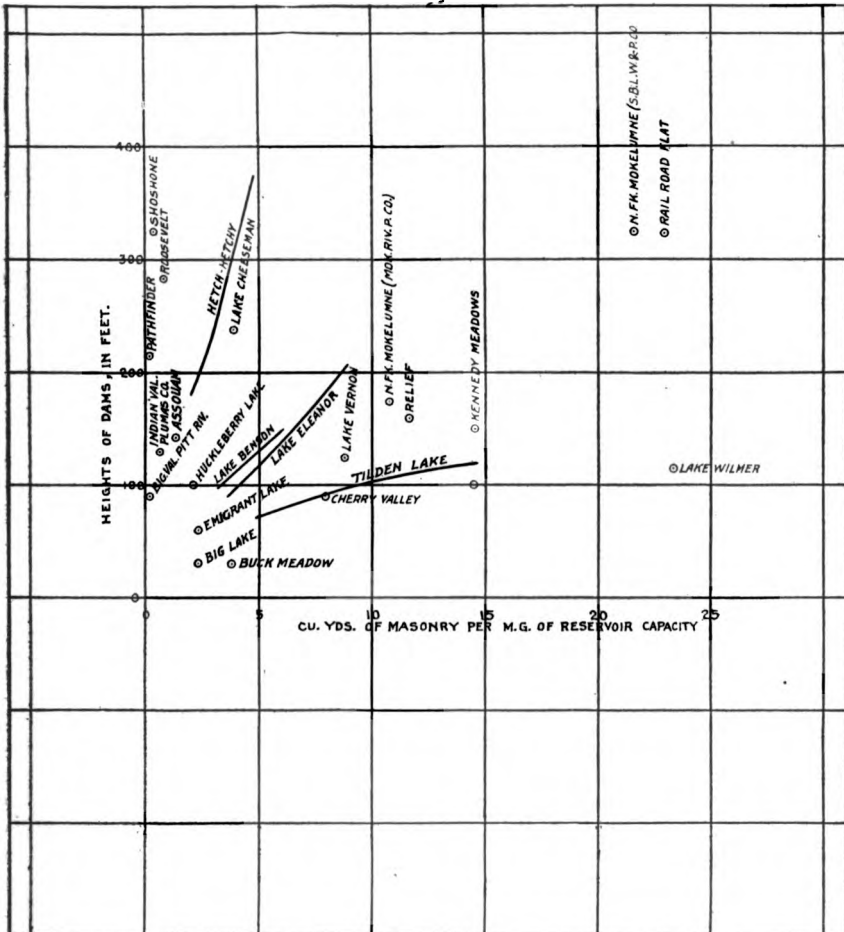 N.FK. MOKELUMNE (S.B.L.W.&P.CO
RAIL ROAD FLAT
400
SHOSHONE
ROOSEVELT
HETCH-HETCHY
LAKE CHEESEMAN
N.FK. MOKELUMNE (MOK.RIV.P.CO.)
300
PATHFINDER
KENNEDY MEADOWS
HEIGHTS OF DAMS, IN FEET.
200
INDIAN VAL.
PLUMAS CO.
ASSOUAN
BIG VAL. PITT RIV.
HUCKLEBERRY LAKE
LAKE BENSON
LAKE ELEANOR
LAKE VERNON
RELIEF
TILDEN LAKE
LAKE WILMER
100
EMIGRANT LAKE
CHERRY VALLEY
BIG LAKE
BUCK MEADOW
0
0 5 10 15 20 25
CU. YDS. OF MASONRY PER M.G. OF RESERVOIR CAPACITY